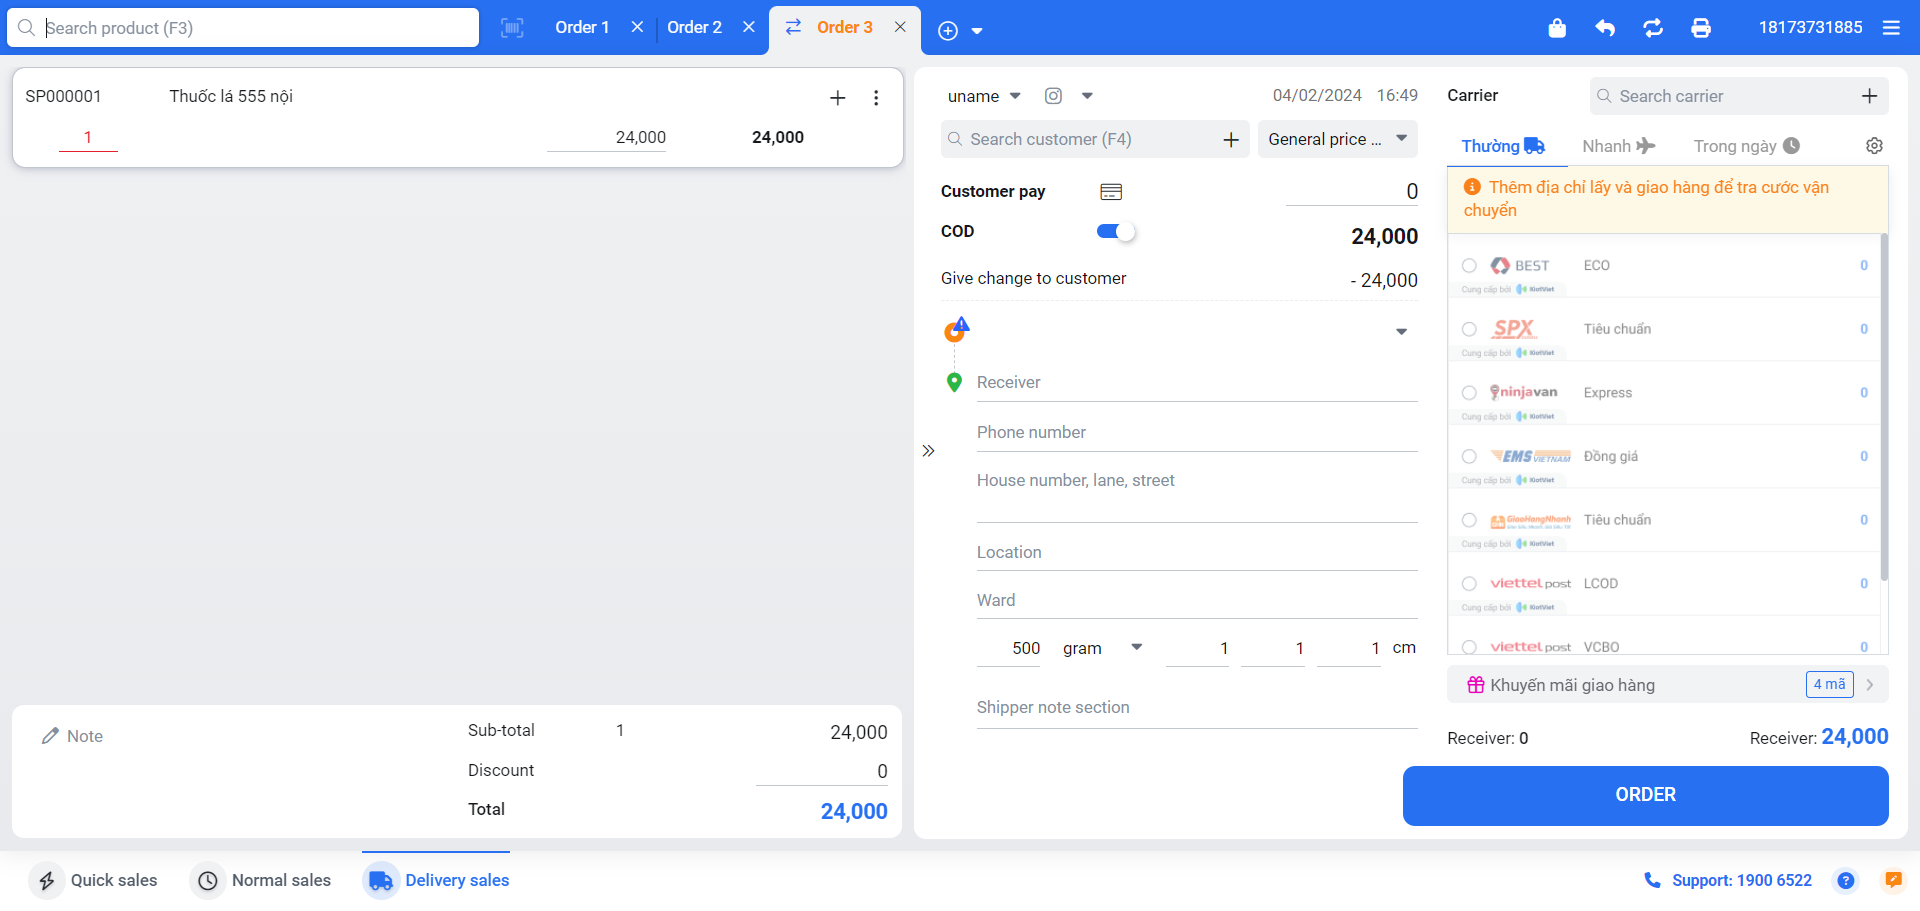 Search product (F3)
Order 1
Order 2
Order 3
18173731885
SP000001
Thuốc lá 555 nội
1
24,000
24,000
Note
Sub-total
1
24,000
Discount
0
Total
24,000
uname
04/02/2024
16:49
Search customer (F4)
General price ...
Customer pay
0
COD
24,000
Give change to customer
- 24,000
Receiver
Phone number
House number, lane, street
Location
Ward
500
gram
1
1
1
cm
Shipper note section
Carrier
Search carrier
Thường
Nhanh
Trong ngày
Thêm địa chỉ lấy và giao hàng để tra cước vận
chuyển
BEST
ECO
0
Cung cấp bởi KiotViet
SPX
Tiêu chuẩn
0
Cung cấp bởi KiotViet
ninjavan
Express
0
Cung cấp bởi KiotViet
EMS VIETNAM
Đồng giá
0
Cung cấp bởi KiotViet
GiaoHangNhanh
Tiêu chuẩn
0
Cung cấp bởi KiotViet
viettel post
LCOD
0
Cung cấp bởi KiotViet
viettel post
VCBO
0
Khuyến mãi giao hàng
4 mã
Receiver: 0
Receiver: 24,000
ORDER
Quick sales
Normal sales
Delivery sales
Support: 1900 6522